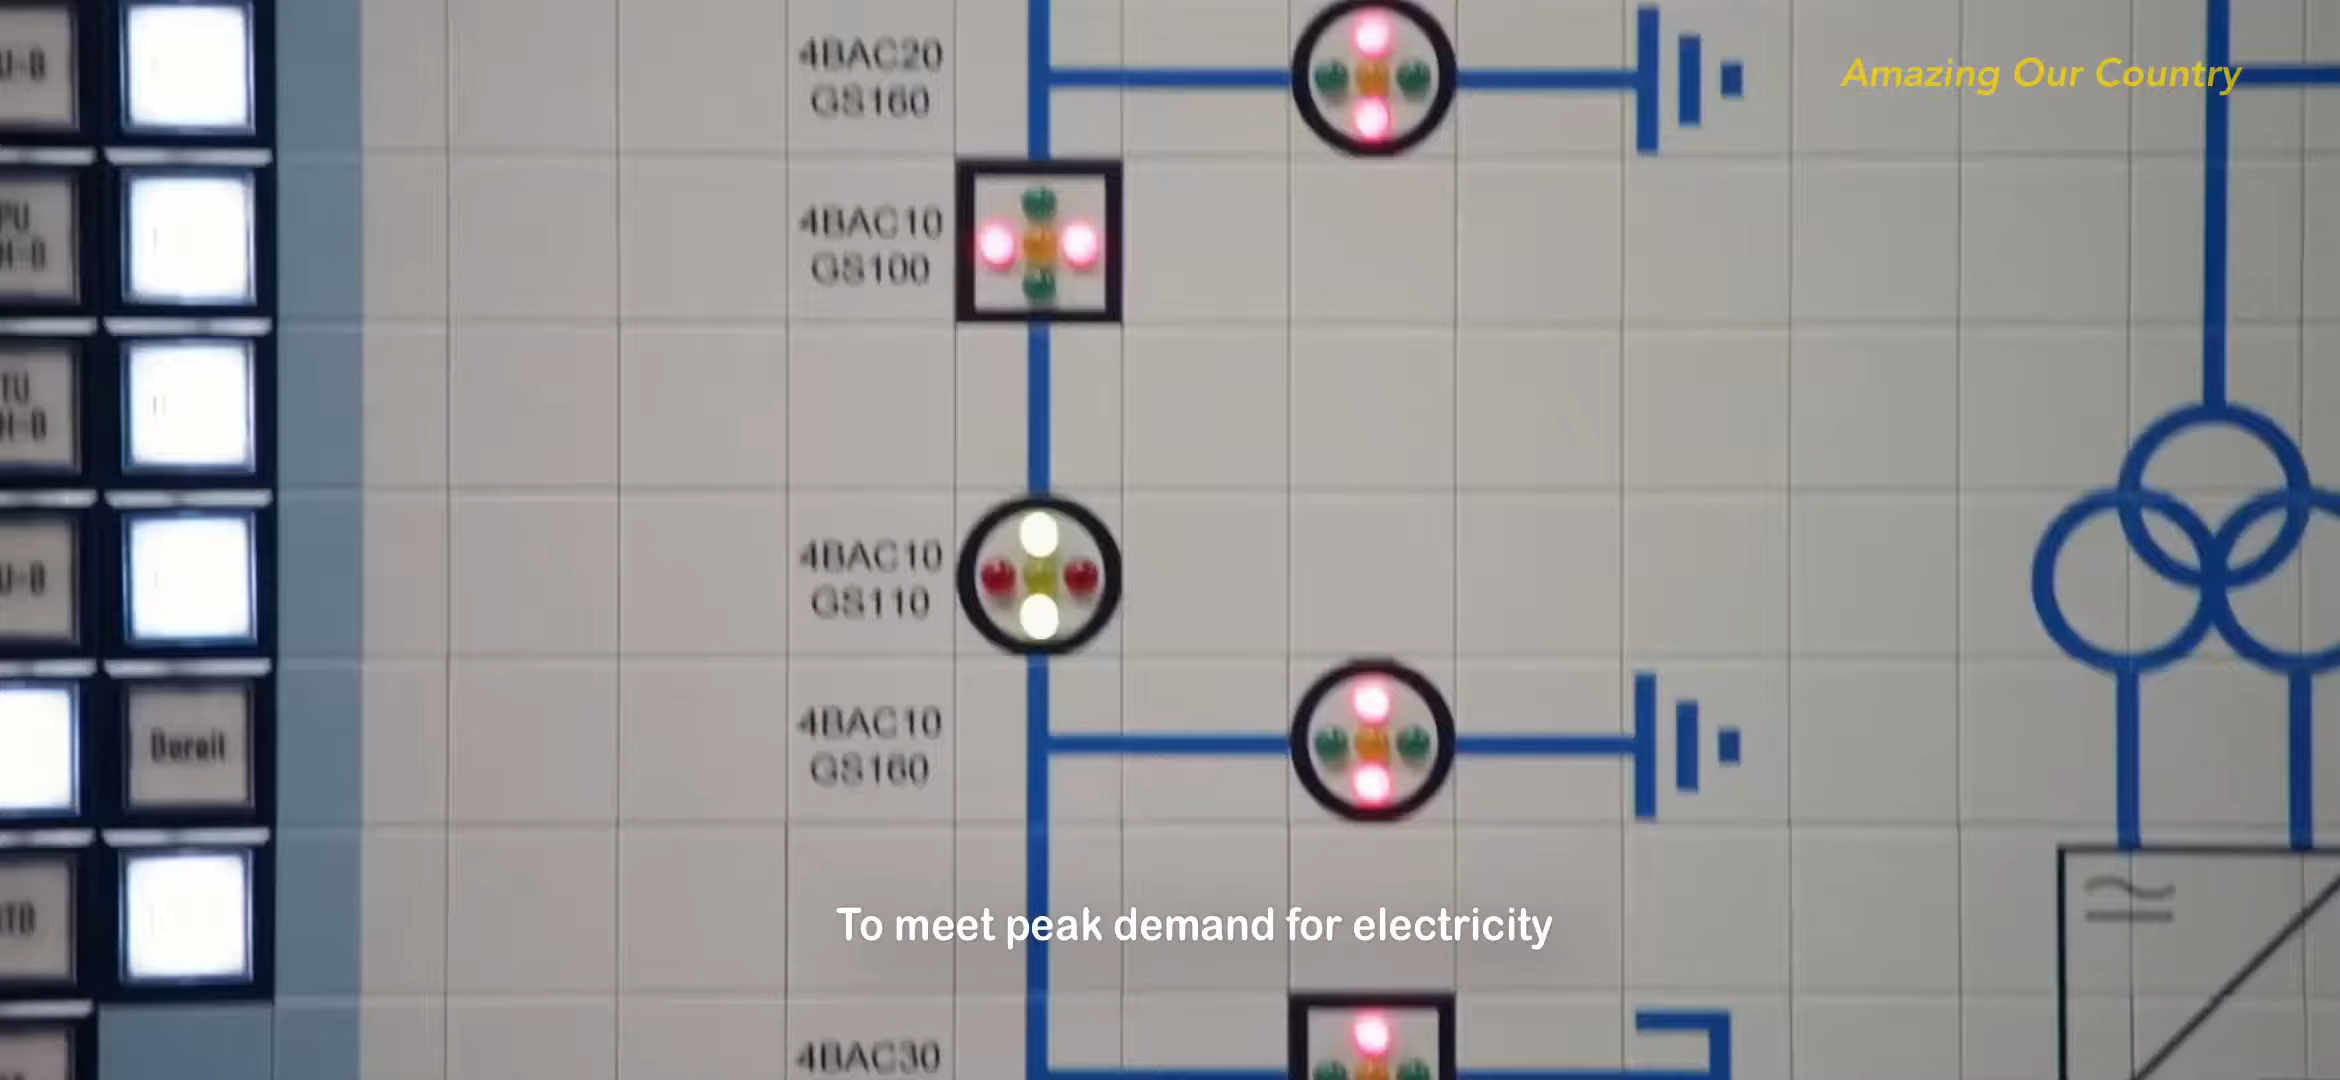 Amazing Our Country
4BAC20
GS160
4BAC10
GS100
4BAC10
GS110
4BAC10
GS160
Bereit
To meet peak demand for electricity
4BAC30